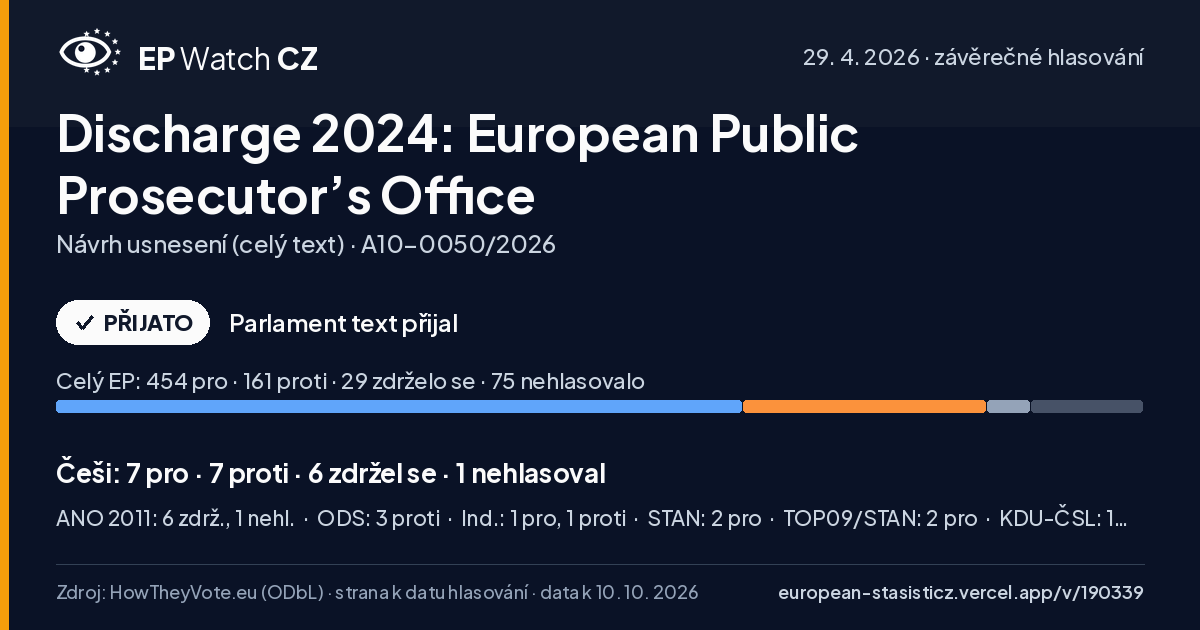 EP Watch CZ
29. 4. 2026 · závěrečné hlasování
Discharge 2024: European Public
Prosecutor’s Office
Návrh usnesení (celý text) · A10–0050/2026
✓ PŘIJATO
Parlament text přijal
Celý EP: 454 pro · 161 proti · 29 zdrželo se · 75 nehlasovalo
Češi: 7 pro · 7 proti · 6 zdržel se · 1 nehlasoval
ANO 2011: 6 zdrž., 1 nehl. · ODS: 3 proti · Ind.: 1 pro, 1 proti · STAN: 2 pro · TOP09/STAN: 2 pro · KDU-ČSL: 1…
Zdroj: HowTheyVote.eu (ODbL) · strana k datu hlasování · data k 10. 10. 2026
european-stasisticz.vercel.app/v/190339